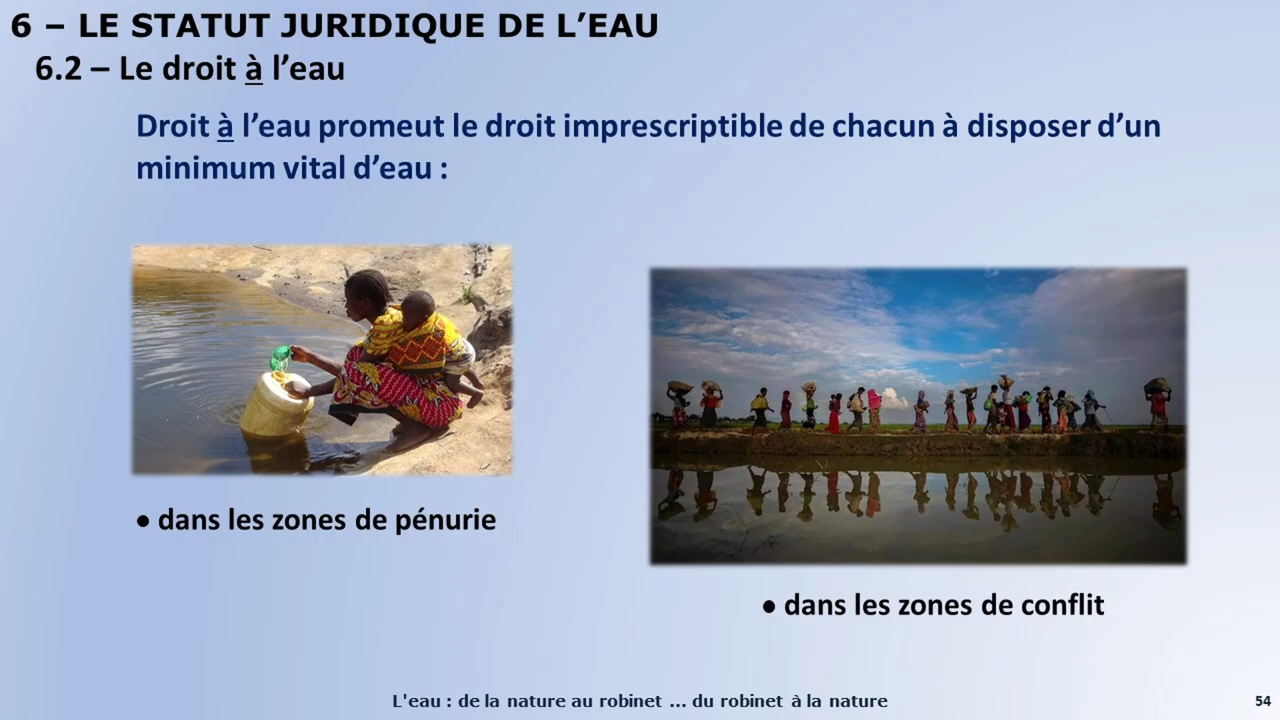 6 – LE STATUT JURIDIQUE DE L’EAU
6.2 – Le droit à l’eau
Droit à l’eau promeut le droit imprescriptible de chacun à disposer d’un
minimum vital d’eau :
• dans les zones de pénurie
• dans les zones de conflit
L'eau : de la nature au robinet ... du robinet à la nature
54